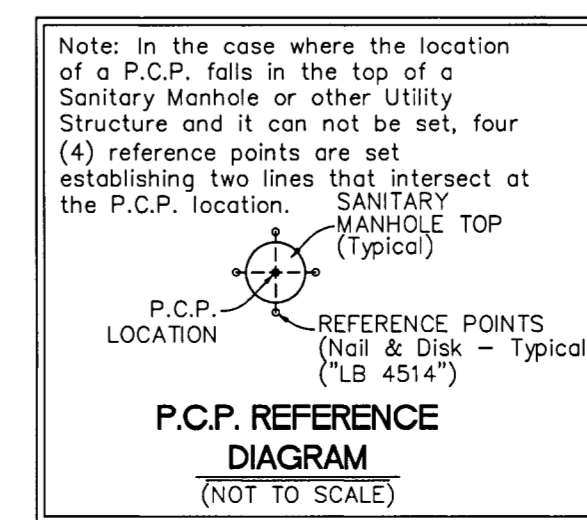 Note: In the case where the location
of a P.C.P. falls in the top of a
Sanitary Manhole or other Utility
Structure and it can not be set, four
(4) reference points are set
establishing two lines that intersect at
the P.C.P. location.
SANITARY
MANHOLE TOP
(Typical)
P.C.P.
LOCATION
REFERENCE POINTS
(Nail & Disk – Typical
("LB 4514")
P.C.P. REFERENCE
DIAGRAM
(NOT TO SCALE)